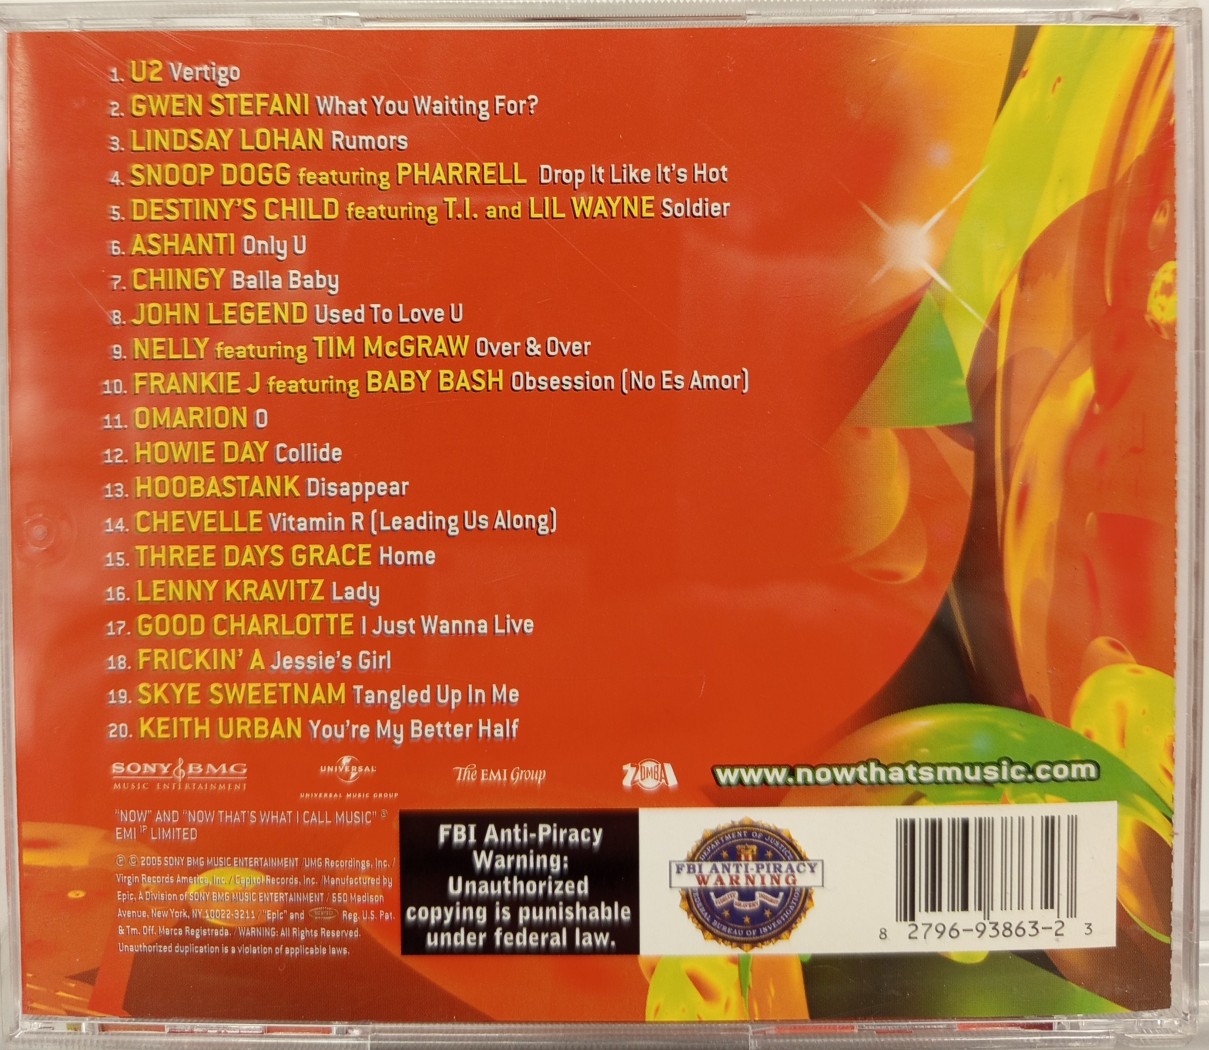 1. U2 Vertigo
2. GWEN STEFANI What You Waiting For?
3. LINDSAY LOHAN Rumors
4. SNOOP DOGG featuring PHARRELL Drop It Like It's Hot
5. DESTINY'S CHILD featuring T.I. and LIL WAYNE Soldier
6. ASHANTI Only U
7. CHINGY Balla Baby
8. JOHN LEGEND Used To Love U
9. NELLY featuring TIM McGRAW Over & Over
10. FRANKIE J featuring BABY BASH Obsession (No Es Amor)
11. OMARION O
12. HOWIE DAY Collide
13. HOOBASTANK Disappear
14. CHEVELLE Vitamin R (Leading Us Along)
15. THREE DAYS GRACE Home
16. LENNY KRAVITZ Lady
17. GOOD CHARLOTTE I Just Wanna Live
18. FRICKIN' A Jessie's Girl
19. SKYE SWEETNAM Tangled Up In Me
20. KEITH URBAN You're My Better Half
SONY BMG
MUSIC ENTERTAINMENT
UNIVERSAL
UNIVERSAL MUSIC GROUP
The EMI Group
ZOMBA
www.nowthatsmusic.com
"NOW" AND "NOW THAT'S WHAT I CALL MUSIC"
EMI IP LIMITED
℗ © 2005 SONY BMG MUSIC ENTERTAINMENT /UMG Recordings, Inc. /
Virgin Records America, Inc. / Capitol Records, Inc. /Manufactured by
Epic, A Division of SONY BMG MUSIC ENTERTAINMENT / 550 Madison
Avenue, New York, NY 10022-3211 / "Epic" and Reg. U.S. Pat.
& Tm. Off. Marca Registrada. / WARNING: All Rights Reserved.
Unauthorized duplication is a violation of applicable laws.
FBI Anti-Piracy
Warning:
Unauthorized
copying is punishable
under federal law.
DEPARTMENT OF JUSTICE
FBI ANTI-PIRACY
WARNING
FEDERAL BUREAU OF INVESTIGATION
8 2796-93863-2 3